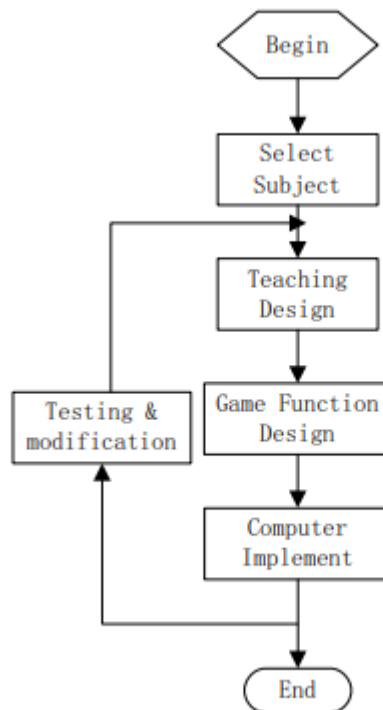 Begin
Select
Subject
Teaching
Design
Game Function
Design
Testing &
modification
Computer
Implement
End